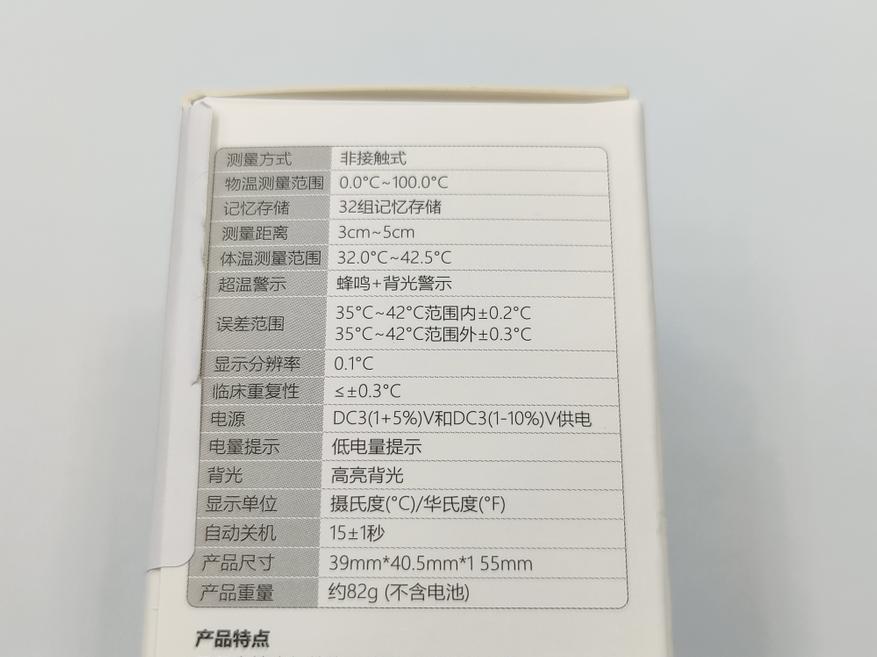 测量方式 非接触式
物温测量范围 0.0°C~100.0°C
记忆存储 32组记忆存储
测量距离 3cm~5cm
体温测量范围 32.0°C~42.5°C
超温警示 蜂鸣+背光警示
误差范围 35°C~42°C范围内±0.2°C
35°C~42°C范围外±0.3°C
显示分辨率 0.1°C
临床重复性 ≤±0.3°C
电源 DC3(1+5%)V和DC3(1-10%)V供电
电量提示 低电量提示
背光 高亮背光
显示单位 摄氏度(°C)/华氏度(°F)
自动关机 15±1秒
产品尺寸 39mm*40.5mm*1 55mm
产品重量 约82g (不含电池)
产品特点